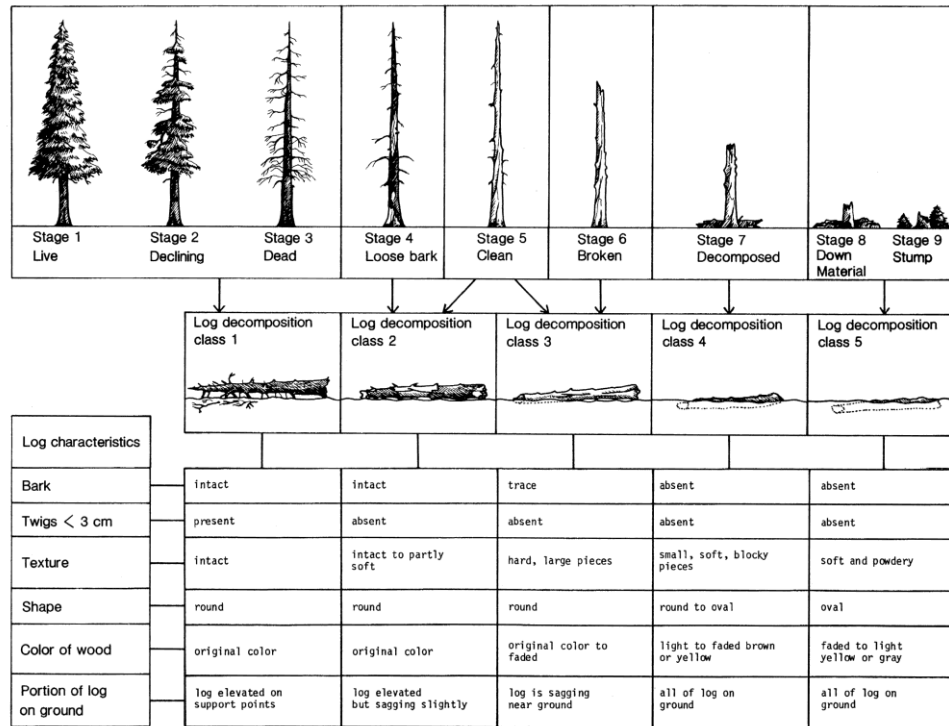 Stage 1
Live
Stage 2
Declining
Stage 3
Dead
Stage 4
Loose bark
Stage 5
Clean
Stage 6
Broken
Stage 7
Decomposed
Stage 8
Down
Material
Stage 9
Stump
Log decomposition
class 1
Log decomposition
class 2
Log decomposition
class 3
Log decomposition
class 4
Log decomposition
class 5
Log characteristics
Bark
intact
intact
trace
absent
absent
Twigs < 3 cm
present
absent
absent
absent
absent
Texture
intact
intact to partly
soft
hard, large pieces
small, soft, blocky
pieces
soft and powdery
Shape
round
round
round
round to oval
oval
Color of wood
original color
original color
original color to
faded
light to faded brown
or yellow
faded to light
yellow or gray
Portion of log
on ground
log elevated on
support points
log elevated
but sagging slightly
log is sagging
near ground
all of log on
ground
all of log on
ground